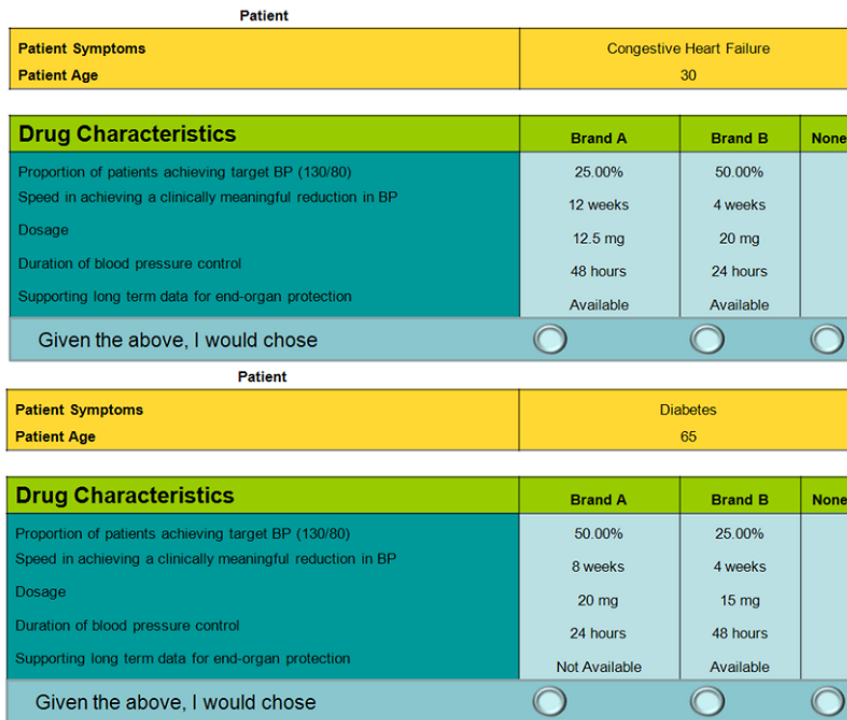 Patient
Patient Symptoms Congestive Heart Failure
Patient Age 30
Drug Characteristics Brand A Brand B None
Proportion of patients achieving target BP (130/80) 25.00% 50.00%
Speed in achieving a clinically meaningful reduction in BP 12 weeks 4 weeks
Dosage 12.5 mg 20 mg
Duration of blood pressure control 48 hours 24 hours
Supporting long term data for end-organ protection Available Available
Given the above, I would chose
Patient
Patient Symptoms Diabetes
Patient Age 65
Drug Characteristics Brand A Brand B None
Proportion of patients achieving target BP (130/80) 50.00% 25.00%
Speed in achieving a clinically meaningful reduction in BP 8 weeks 4 weeks
Dosage 20 mg 15 mg
Duration of blood pressure control 24 hours 48 hours
Supporting long term data for end-organ protection Not Available Available
Given the above, I would chose